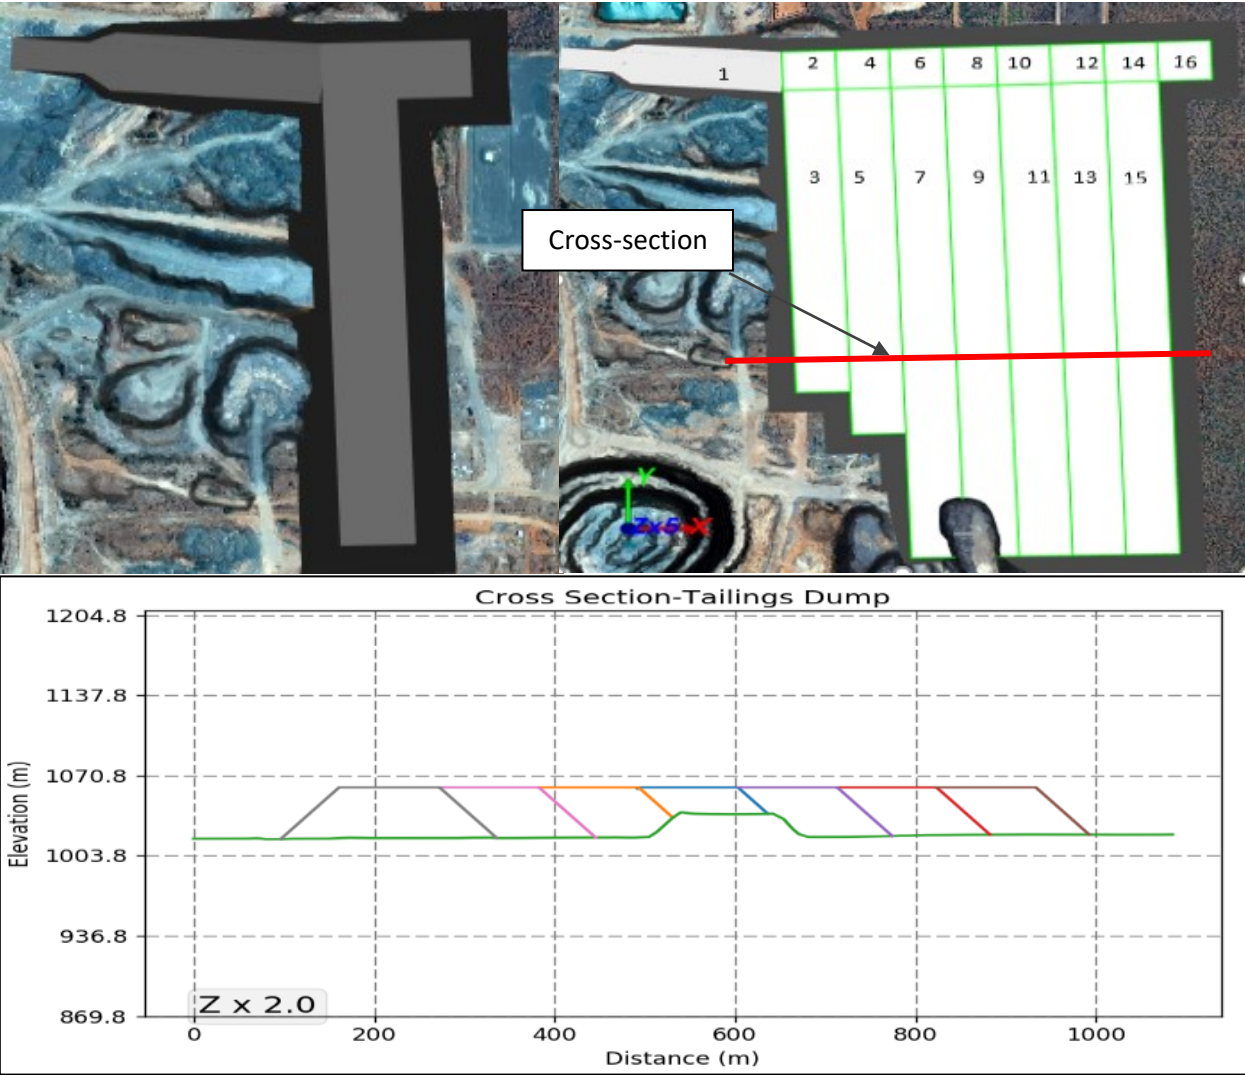 1
2 4 6 8 10 12 14 16
3 5 7 9 11 13 15
Cross-section
Y
Z x 5 X
Cross Section-Tailings Dump
1204.8
1137.8
1070.8
1003.8
936.8
869.8
Elevation (m)
Z x 2.0
0 200 400 600 800 1000
Distance (m)